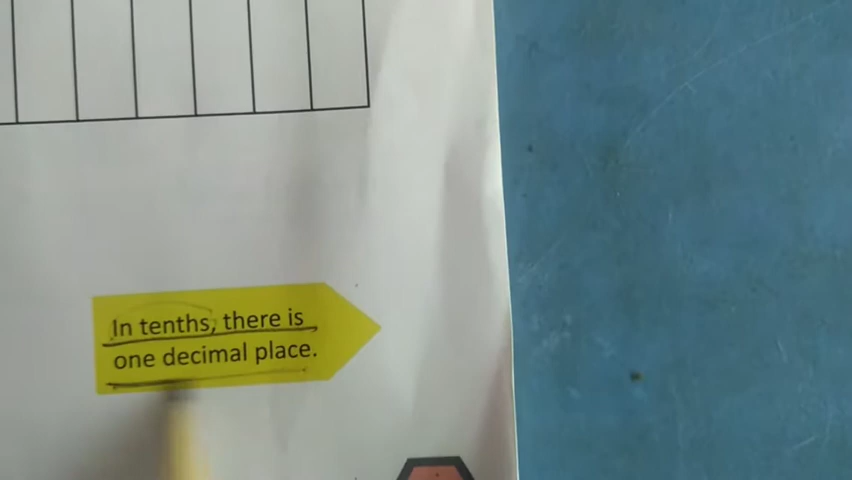 In tenths, there is
one decimal place.